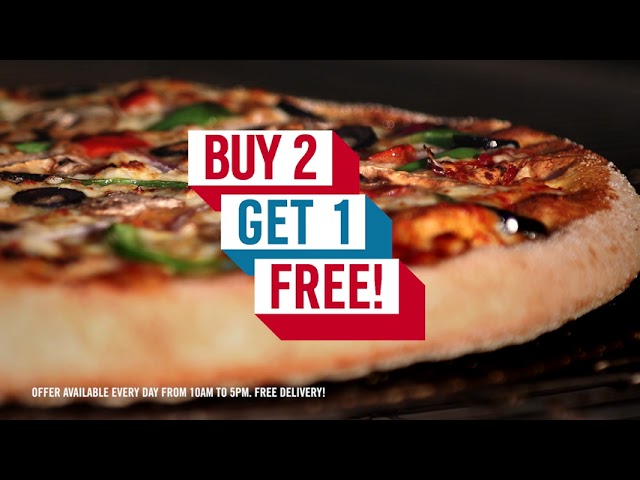 BUY 2
GET 1
FREE!
OFFER AVAILABLE EVERY DAY FROM 10AM TO 5PM. FREE DELIVERY!